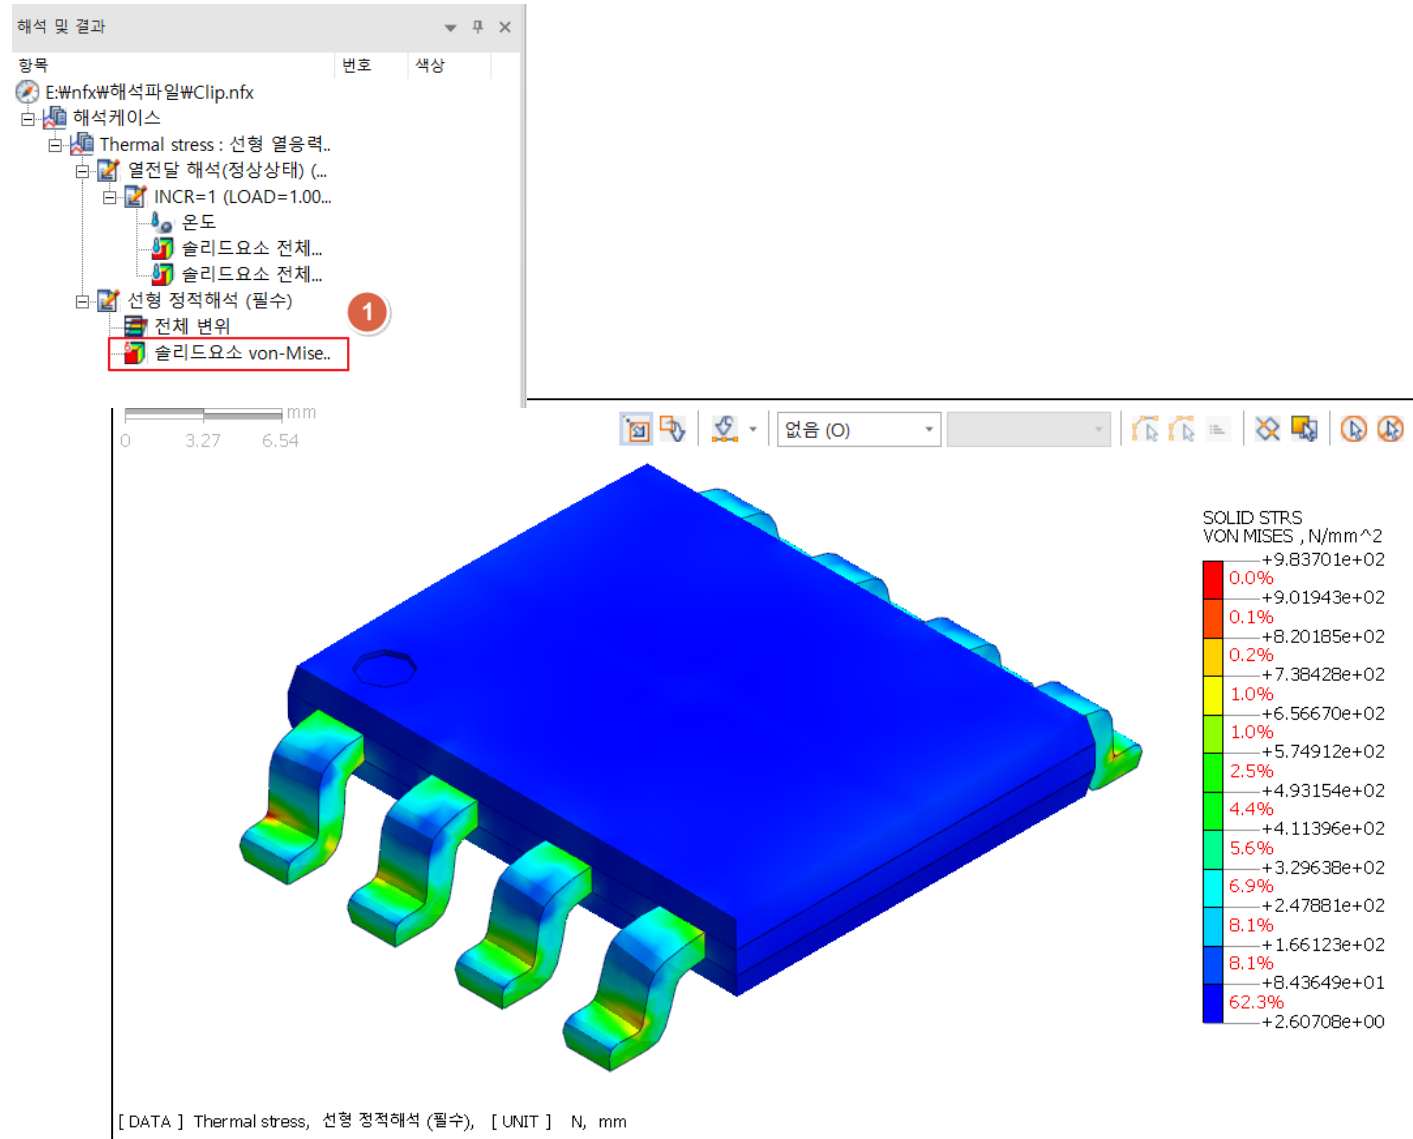 해석 및 결과
항목 번호 색상
E:₩nfx₩해석파일₩Clip.nfx
해석케이스
Thermal stress : 선형 열응력..
열전달 해석(정상상태) (...
INCR=1 (LOAD=1.00...
온도
솔리드요소 전체...
솔리드요소 전체...
선형 정적해석 (필수)
1
전체 변위
솔리드요소 von-Mise..
mm
0 3.27 6.54
없음 (O)
SOLID STRS
VON MISES , N/mm^2
+9.83701e+02
0.0%
+9.01943e+02
0.1%
+8.20185e+02
0.2%
+7.38428e+02
1.0%
+6.56670e+02
1.0%
+5.74912e+02
2.5%
+4.93154e+02
4.4%
+4.11396e+02
5.6%
+3.29638e+02
6.9%
+2.47881e+02
8.1%
+1.66123e+02
8.1%
+8.43649e+01
62.3%
+2.60708e+00
[ DATA ] Thermal stress, 선형 정적해석 (필수), [ UNIT ] N, mm